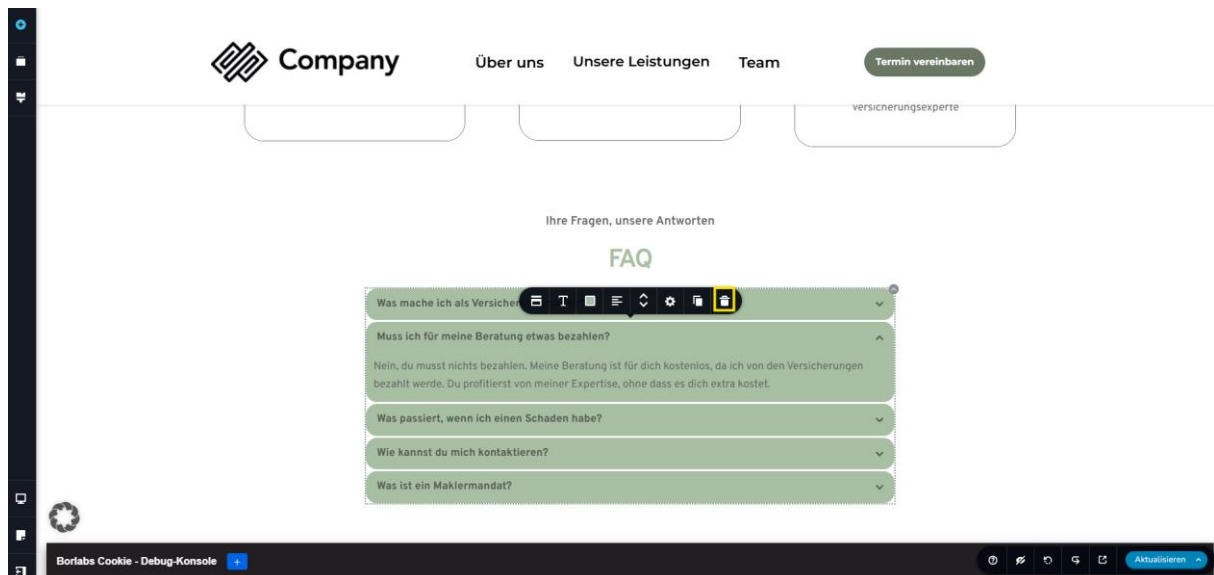 Company
Über uns
Unsere Leistungen
Team
Termin vereinbaren
Versicherungsexperte
Ihre Fragen, unsere Antworten
FAQ
Was mache ich als
Muss ich für meine Beratung etwas bezahlen?
Nein, du musst nichts bezahlen. Meine Beratung ist für dich kostenlos, da ich von den Versicherungen
bezahlt werde. Du profitierst von meiner Expertise, ohne dass es dich extra kostet.
Was passiert, wenn ich einen Schaden habe?
Wie kannst du mich kontaktieren?
Was ist ein Maklermandat?
Borlabs Cookie - Debug-Konsole
+
Aktualisieren